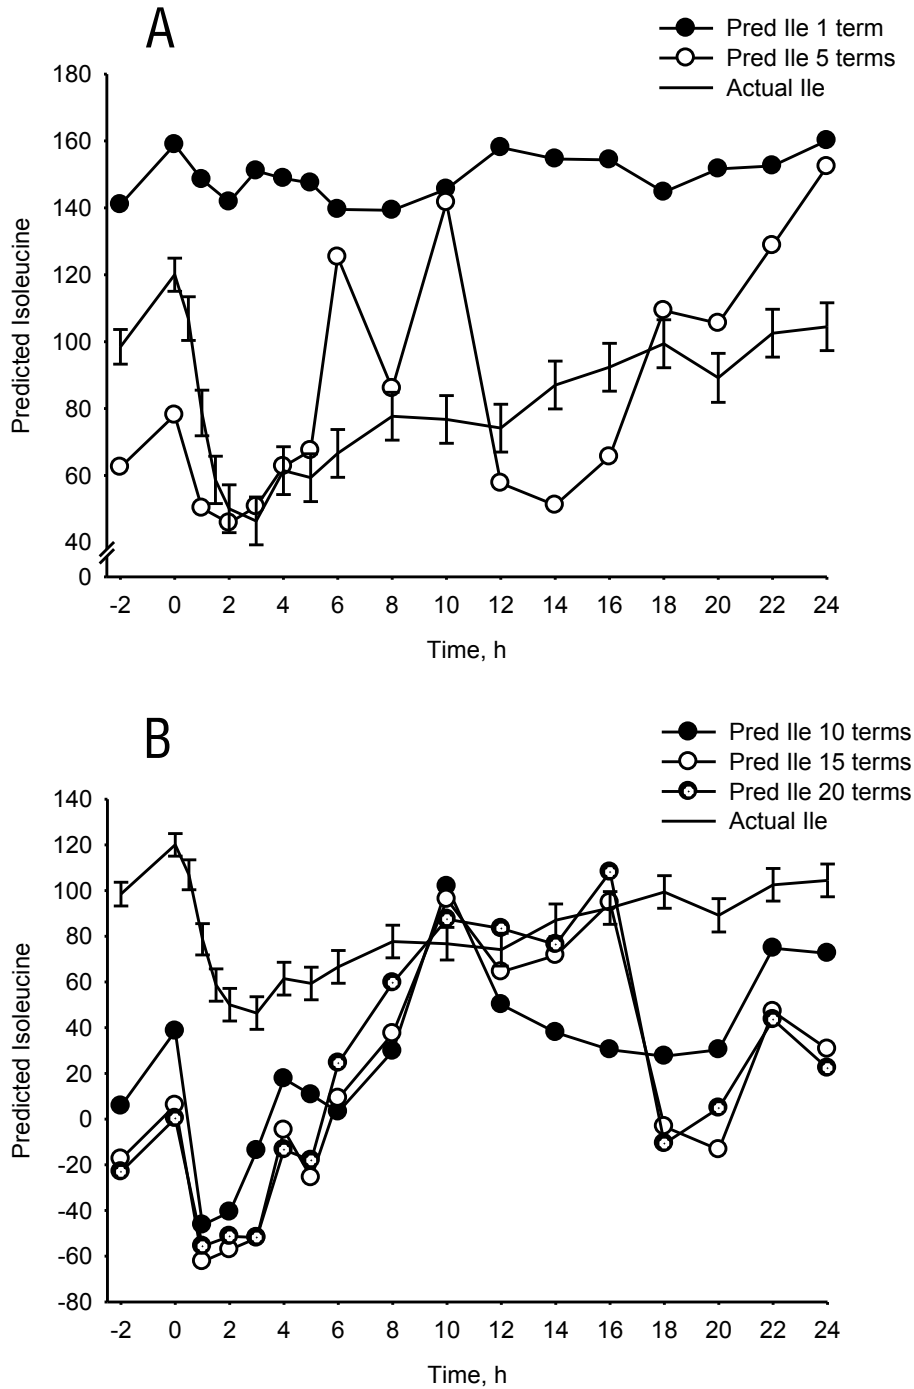 A
Pred Ile 1 term
Pred Ile 5 terms
Actual Ile
180
160
140
120
100
80
60
40
0
Predicted Isoleucine
-2 0 2 4 6 8 10 12 14 16 18 20 22 24
Time, h
B
Pred Ile 10 terms
Pred Ile 15 terms
Pred Ile 20 terms
Actual Ile
140
120
100
80
60
40
20
0
-20
-40
-60
-80
Predicted Isoleucine
-2 0 2 4 6 8 10 12 14 16 18 20 22 24
Time, h